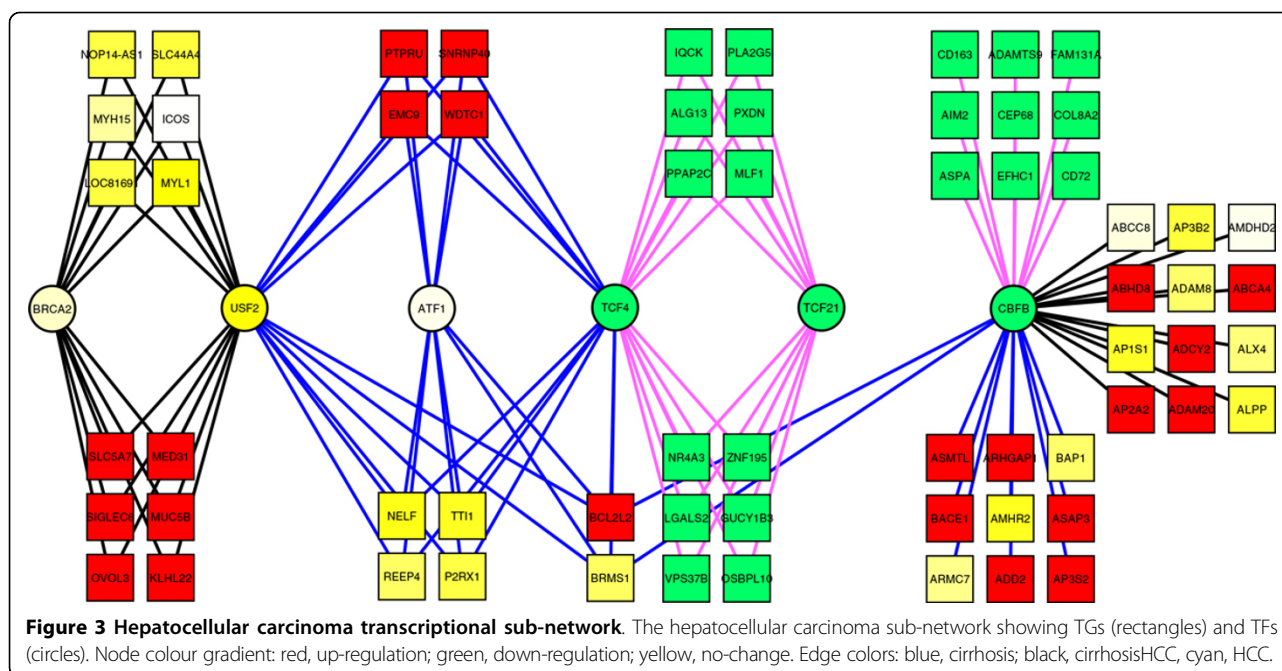 NOP14-AS1 SLC44A4 PTPRU SNRNP40 IQCK PLA2G5 CD163 ADAMTS9 FAM131A
MYH15 ICOS EMC9 WDTC1 ALG13 PXDN AIM2 CEP68 COL8A2
LOC8169 MYL1 PPAP2C MLF1 ASPA EFHC1 CD72
ABCC8 AP3B2 AMDHD2
ABHD8 ADAM8 ABCA4
BRCA2 USF2 ATF1 TCF4 TCF21 CBFB
AP1S1 ADCY2 ALX4
AP2A2 ADAM20 ALPP
SLC5A7 MED31 NR4A3 ZNF195 ASMTL ARHGAP1 BAP1
SIGLEC6 MUC5B NELF TTI1 BCL2L2 LGALS2 GUCY1B3 BACE1 AMHR2 ASAP3
OVOL3 KLHL22 REEP4 P2RX1 BRMS1 VPS37B OSBPL10 ARMC7 ADD2 AP3S2
Figure 3 Hepatocellular carcinoma transcriptional sub-network. The hepatocellular carcinoma sub-network showing TGs (rectangles) and TFs
(circles). Node colour gradient: red, up-regulation; green, down-regulation; yellow, no-change. Edge colors: blue, cirrhosis; black, cirrhosisHCC, cyan, HCC.